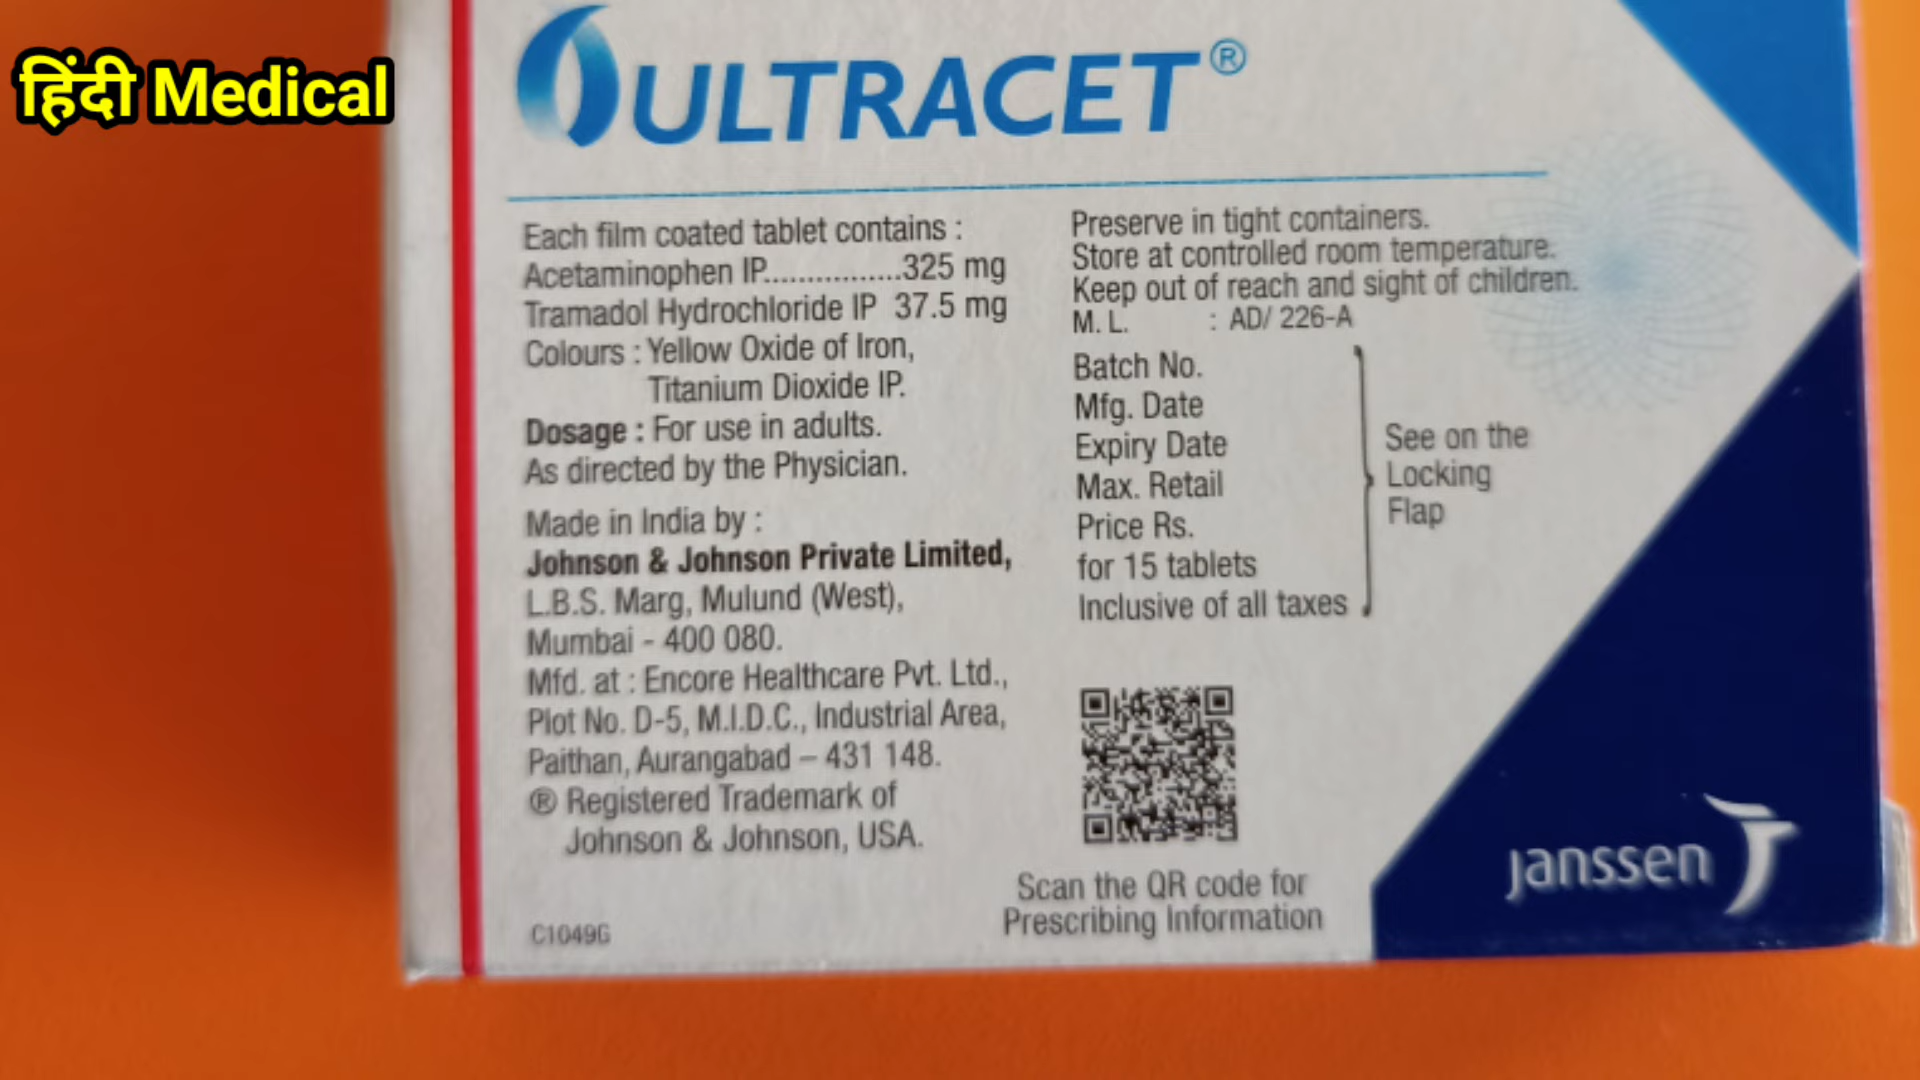 हिंदी Medical
ULTRACET®
Each film coated tablet contains :
Acetaminophen IP................325 mg
Tramadol Hydrochloride IP 37.5 mg
Colours : Yellow Oxide of Iron,
Titanium Dioxide IP.
Dosage : For use in adults.
As directed by the Physician.
Made in India by :
Johnson & Johnson Private Limited,
L.B.S. Marg, Mulund (West),
Mumbai - 400 080.
Mfd. at : Encore Healthcare Pvt. Ltd.,
Plot No. D-5, M.I.D.C., Industrial Area,
Paithan, Aurangabad – 431 148.
® Registered Trademark of
Johnson & Johnson, USA.
C1049G
Preserve in tight containers.
Store at controlled room temperature.
Keep out of reach and sight of children.
M. L. : AD/ 226-A
Batch No.
Mfg. Date
Expiry Date
Max. Retail
Price Rs.
for 15 tablets
Inclusive of all taxes
See on the
Locking
Flap
Scan the QR code for
Prescribing Information
janssen